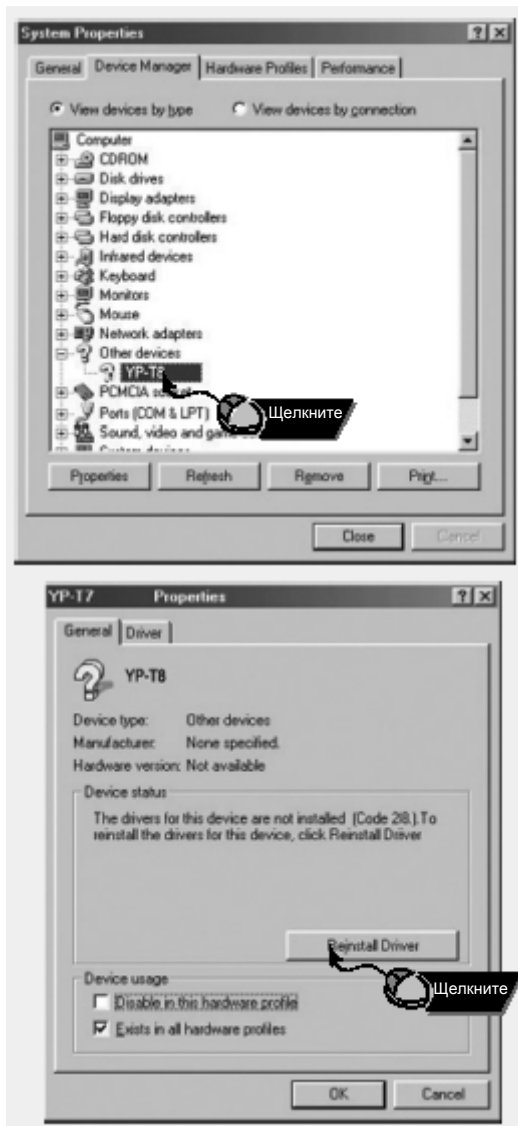 System Properties
General Device Manager Hardware Profiles Performance
View devices by type View devices by connection
Computer
CDROM
Disk drives
Display adapters
Floppy disk controllers
Hard disk controllers
Infrared devices
Keyboard
Monitors
Mouse
Network adapters
Other devices
YP-T8
PCMCIA
Щелкните
Ports (COM & LPT)
Sound, video and
System devices
Properties Refresh Remove Print...
Close Cancel
YP-T7 Properties
General Driver
YP-T8
Device type: Other devices
Manufacturer: None specified.
Hardware version: Not available
Device status
The drivers for this device are not installed (Code 28.).To
reinstall the drivers for this device, click Reinstall Driver
Reinstall Driver
Щелкните
Device usage
Disable in this hardware profile
Exists in all hardware profiles
OK Cancel